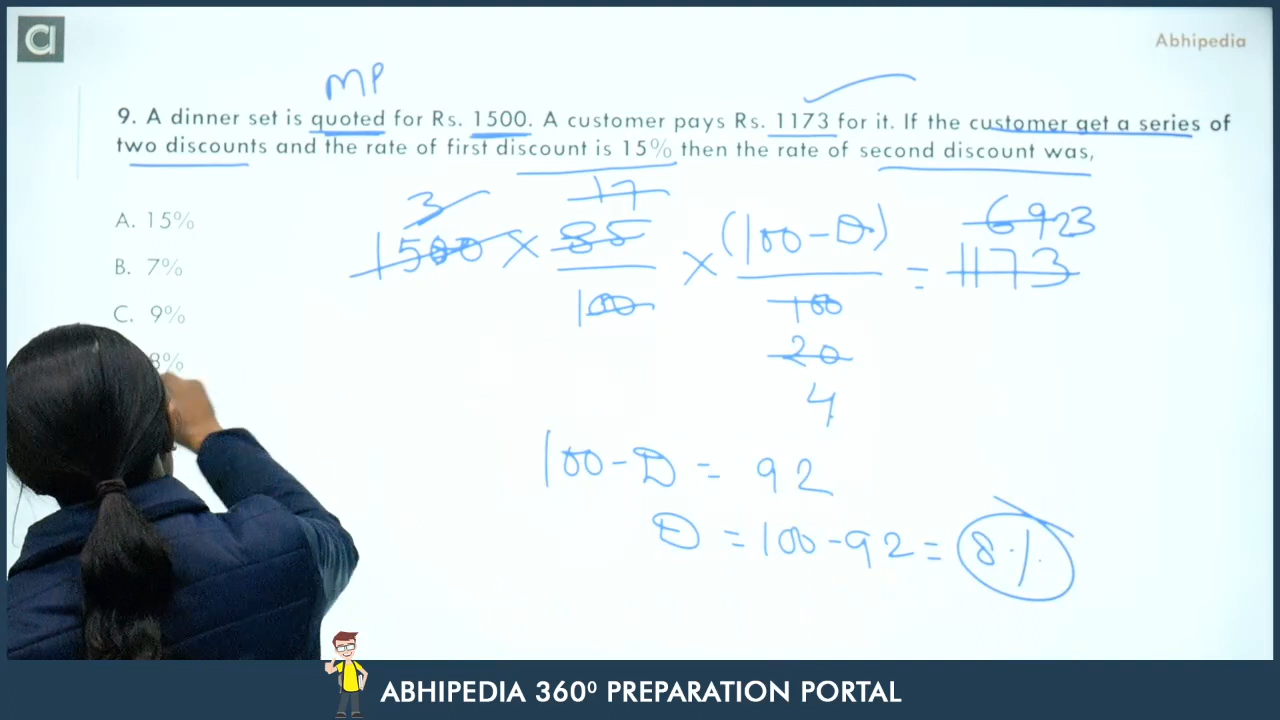 Abhipedia
MP
9. A dinner set is quoted for Rs. 1500. A customer pays Rs. 1173 for it. If the customer get a series of
two discounts and the rate of first discount is 15% then the rate of second discount was,
A. 15%
B. 7%
C. 9%
8%
3 17 69 23
1500 × 85 × (100 - D) = 1173
100 100
20
4
100 - D = 92
D = 100 - 92 = 8%
ABHIPEDIA 360⁰ PREPARATION PORTAL